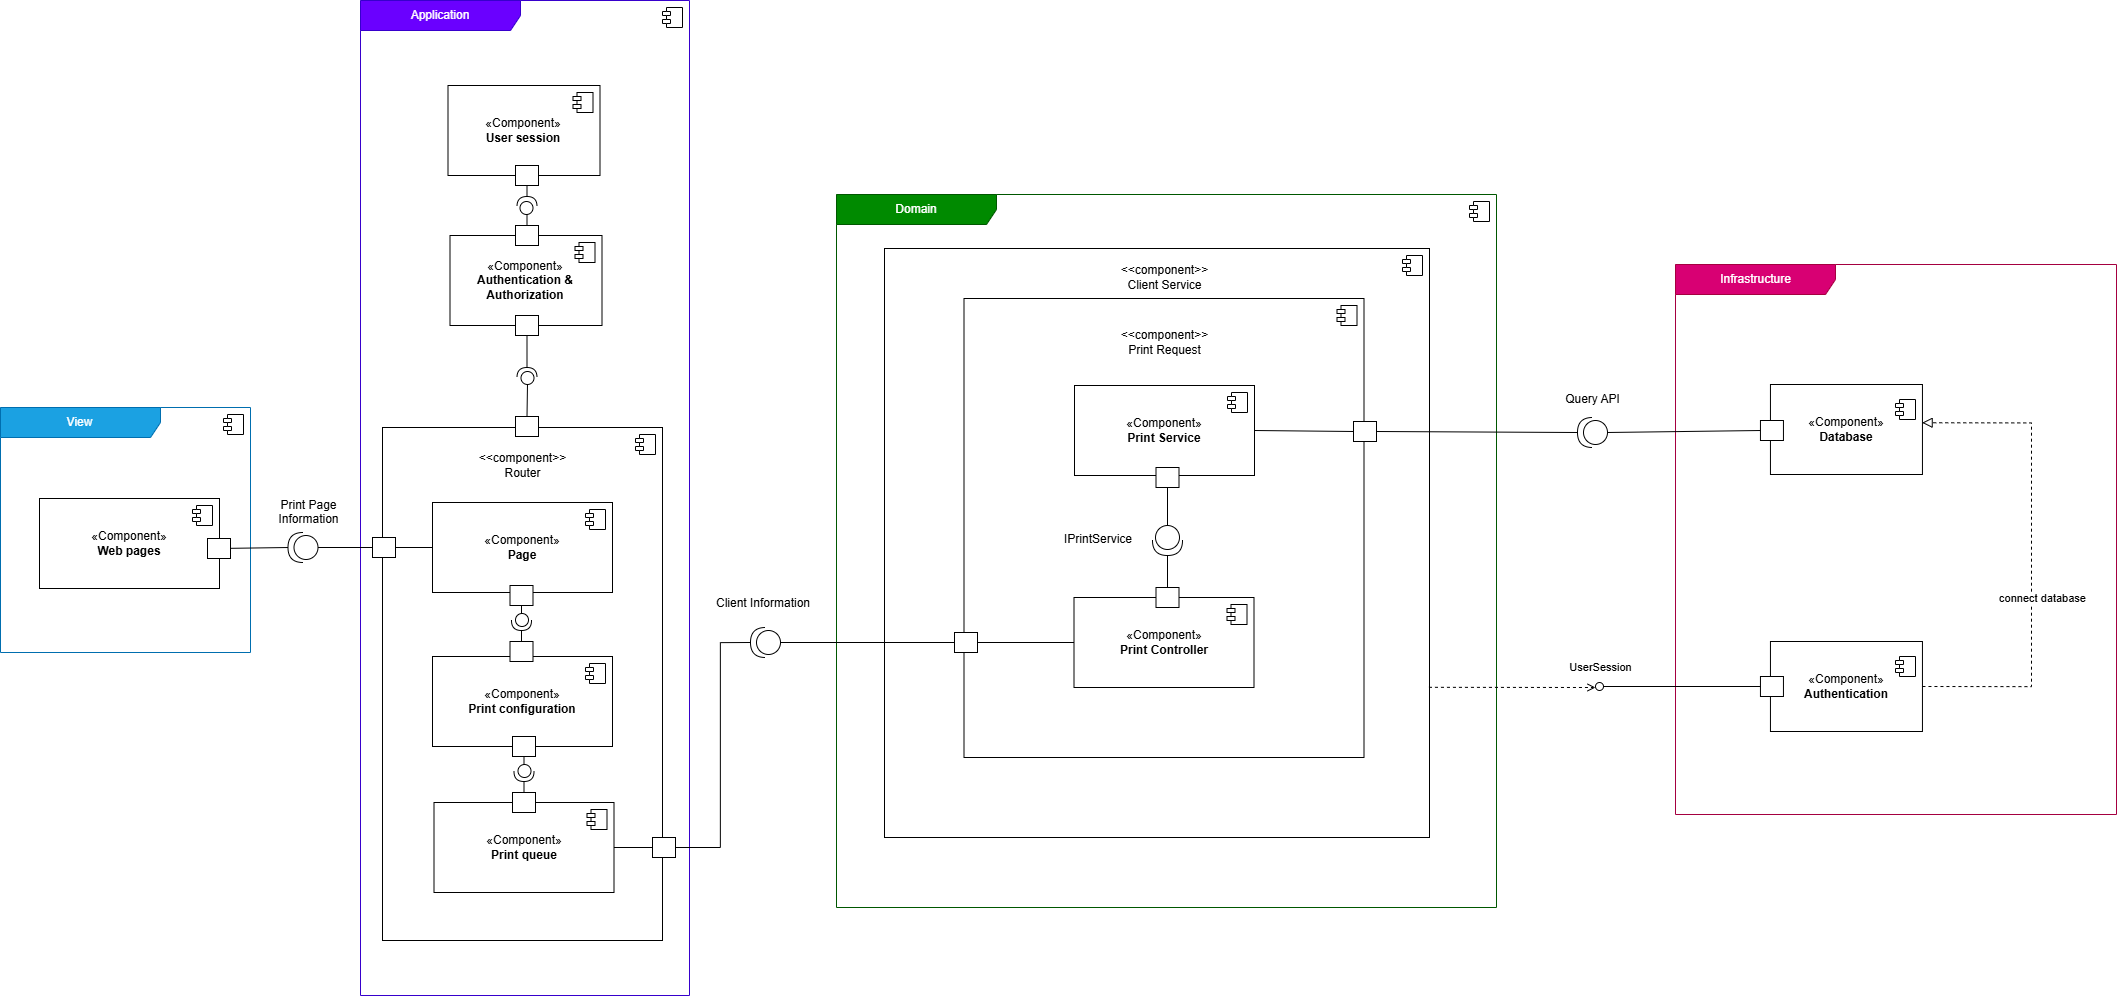 View
«Component»
Web pages
Print Page
Information
Application
«Component»
User session
«Component»
Authentication &
Authorization
<<component>>
Router
«Component»
Page
«Component»
Print configuration
«Component»
Print queue
Client Information
Domain
<<component>>
Client Service
<<component>>
Print Request
«Component»
Print Service
IPrintService
«Component»
Print Controller
Query API
UserSession
Infrastructure
«Component»
Database
connect database
«Component»
Authentication